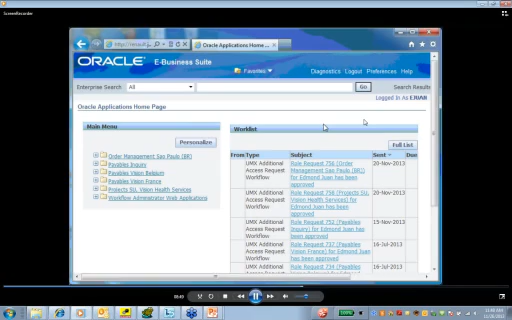 ScreenRecorder
Oracle Applications Home ...
ORACLE E-Business Suite
Favorites
Diagnostics Logout Preferences Help
Enterprise Search All
Go
Search Results
Logged In As EJUAN
Oracle Applications Home Page
Main Menu
Personalize
Order Management Sao Paulo (BR)
Payables Inquiry
Payables Vision Belgium
Payables Vision France
Projects SU, Vision Health Services
Workflow Administrator Web Applications
Worklist
Full List
From Type Subject Sent Due
UMX Additional Access Request Workflow
Role Request 756 (Order Management Sao Paulo (BR)) for Edmond Juan has been approved
20-Nov-2013
UMX Additional Access Request Workflow
Role Request 758 (Projects SU, Vision Health Services) for Edmond Juan has been approved
20-Nov-2013
UMX Additional Access Request Workflow
Role Request 752 (Payables Inquiry) for Edmond Juan has been approved
15-Nov-2013
UMX Additional Access Request Workflow
Role Request 737 (Payables Vision France) for Edmond Juan has been approved
16-Jul-2013
UMX Additional Access Request
Role Request 734 (Payables
16-Jul-2013
00:40
100%